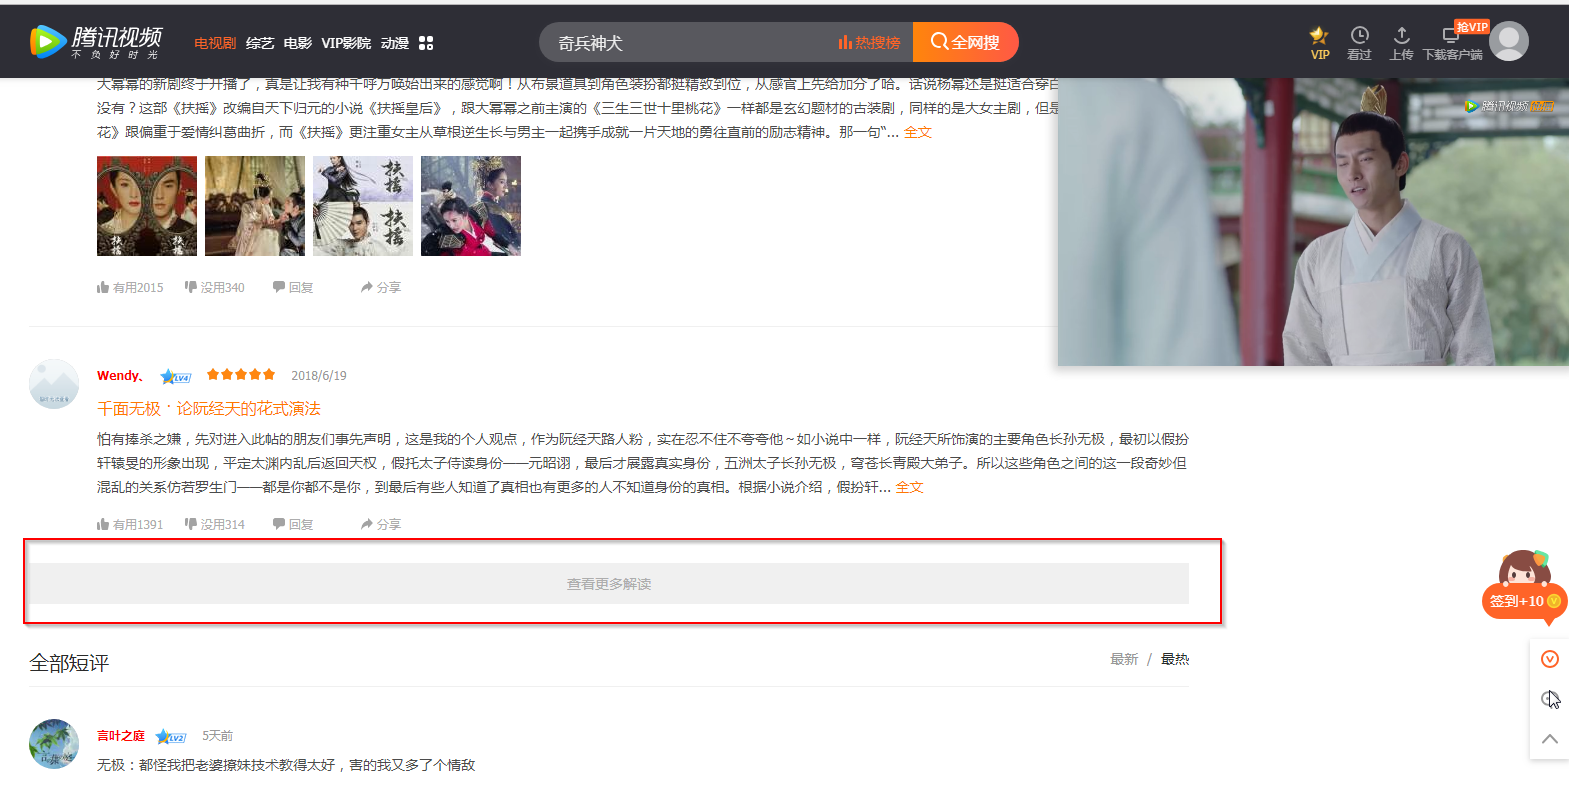 腾讯视频
不负好时光
电视剧 综艺 电影 VIP影院 动漫
奇兵神犬
热搜榜
全网搜
VIP
看过
上传
抢VIP
下载客户端
大幂幂的新剧终于开播了，真是让我有种千呼万唤始出来的感觉啊！从布景道具到角色装扮都挺精致到位，从感官上先给加分了哈。话说杨幂还是挺适合穿白
没有？这部《扶摇》改编自天下归元的小说《扶摇皇后》，跟大幂幂之前主演的《三生三世十里桃花》一样都是玄幻题材的古装剧，同样的是大女主剧，但是
花》跟偏重于爱情纠葛曲折，而《扶摇》更注重女主从草根逆生长与男主一起携手成就一片天地的勇往直前的励志精神。那一句“... 全文
腾讯视频
扶摇
扶摇
扶摇
扶摇
有用2015 没用340 回复 分享
Wendy、 LV4 2018/6/19
千面无极·论阮经天的花式演法
怕有捧杀之嫌，先对进入此帖的朋友们事先声明，这是我的个人观点，作为阮经天路人粉，实在忍不住不夸夸他～如小说中一样，阮经天所饰演的主要角色长孙无极，最初以假扮
轩辕旻的形象出现，平定太渊内乱后返回天权，假托太子侍读身份——元昭诩，最后才展露真实身份，五洲太子长孙无极，穹苍长青殿大弟子。所以这些角色之间的这一段奇妙但
混乱的关系仿若罗生门——都是你都不是你，到最后有些人知道了真相也有更多的人不知道身份的真相。根据小说介绍，假扮轩... 全文
有用1391 没用314 回复 分享
查看更多解读
签到+10
全部短评
最新 / 最热
言叶之庭 LV2 5天前
无极：都怪我把老婆撩妹技术教得太好，害的我又多了个情敌